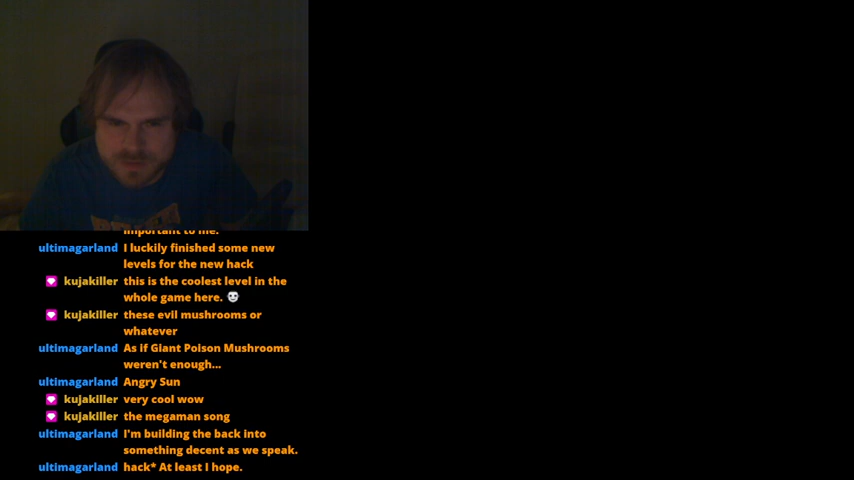 important to me.
ultimagarland I luckily finished some new
levels for the new hack
kujakiller this is the coolest level in the
whole game here. 💀
kujakiller these evil mushrooms or
whatever
ultimagarland As if Giant Poison Mushrooms
weren't enough...
ultimagarland Angry Sun
kujakiller very cool wow
kujakiller the megaman song
ultimagarland I'm building the back into
something decent as we speak.
ultimagarland hack* At least I hope.